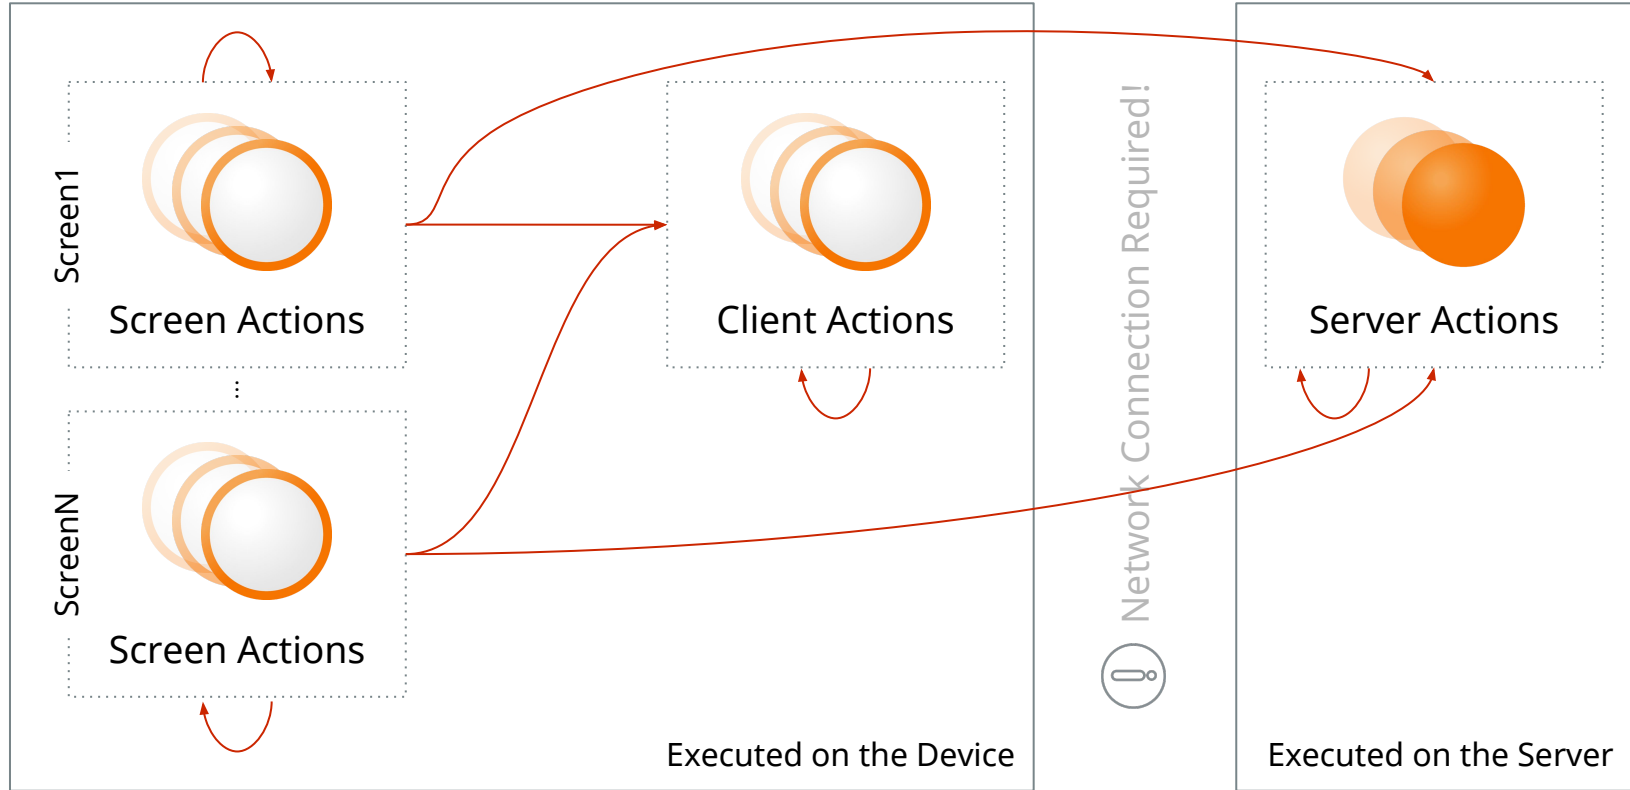 Screen1
Screen Actions
⋮
ScreenN
Screen Actions
Client Actions
Executed on the Device
Network Connection Required!
Server Actions
Executed on the Server